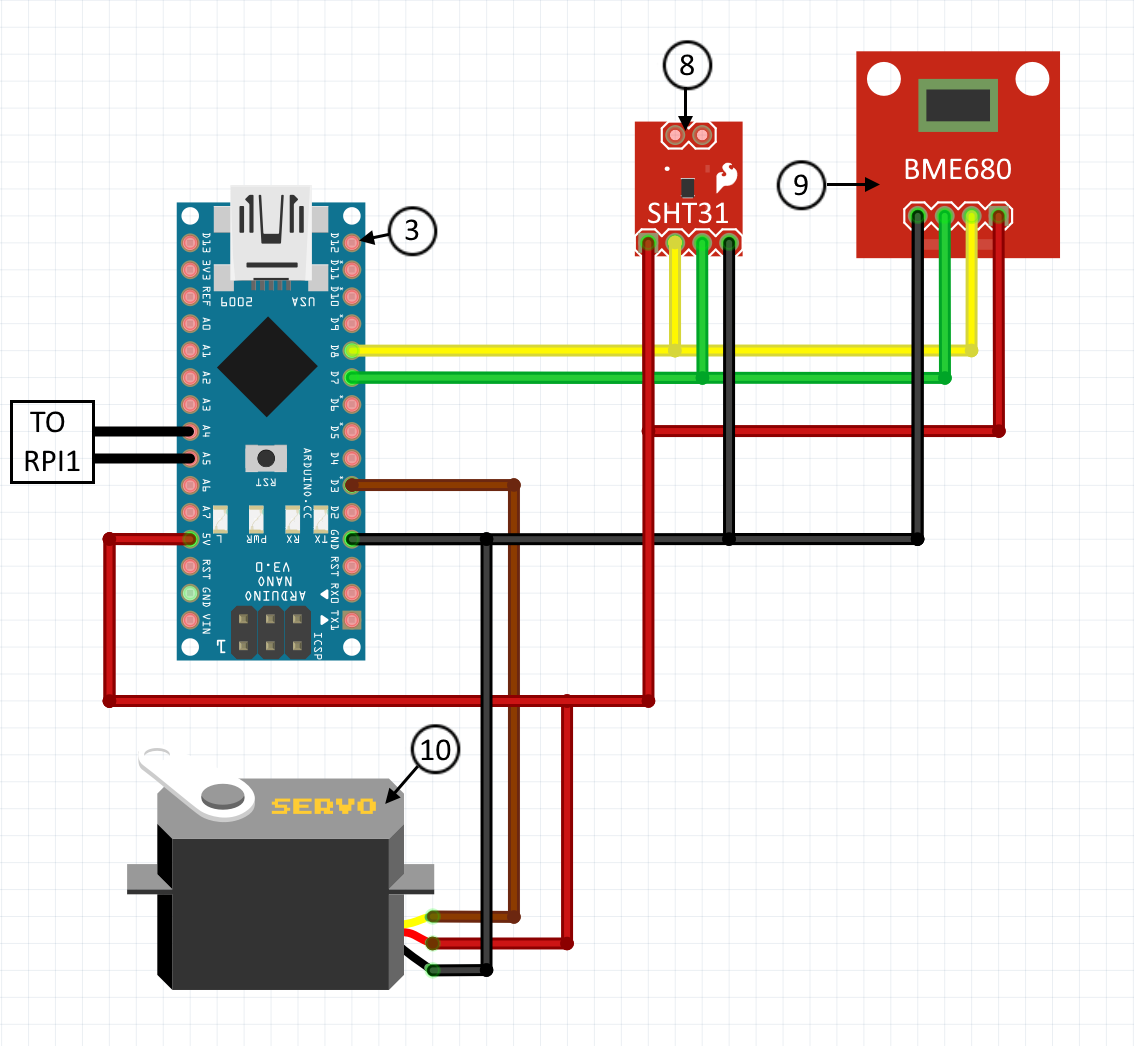 8
9
BME680
SHT31
3
D13
3V3
REF
A0
A1
A2
A3
A4
A5
A6
A7
5V
RST
GND
VIN
D12
D11
D10
D9
D8
D7
D6
D5
D4
D3
D2
GND
RST
RX0
TX1
2009
USA
TO
RPI1
RST
ARDUINO.CC
L
PWR
RX
TX
V3.0
NANO
ARDUINO
1
ICSP
10
SERVO